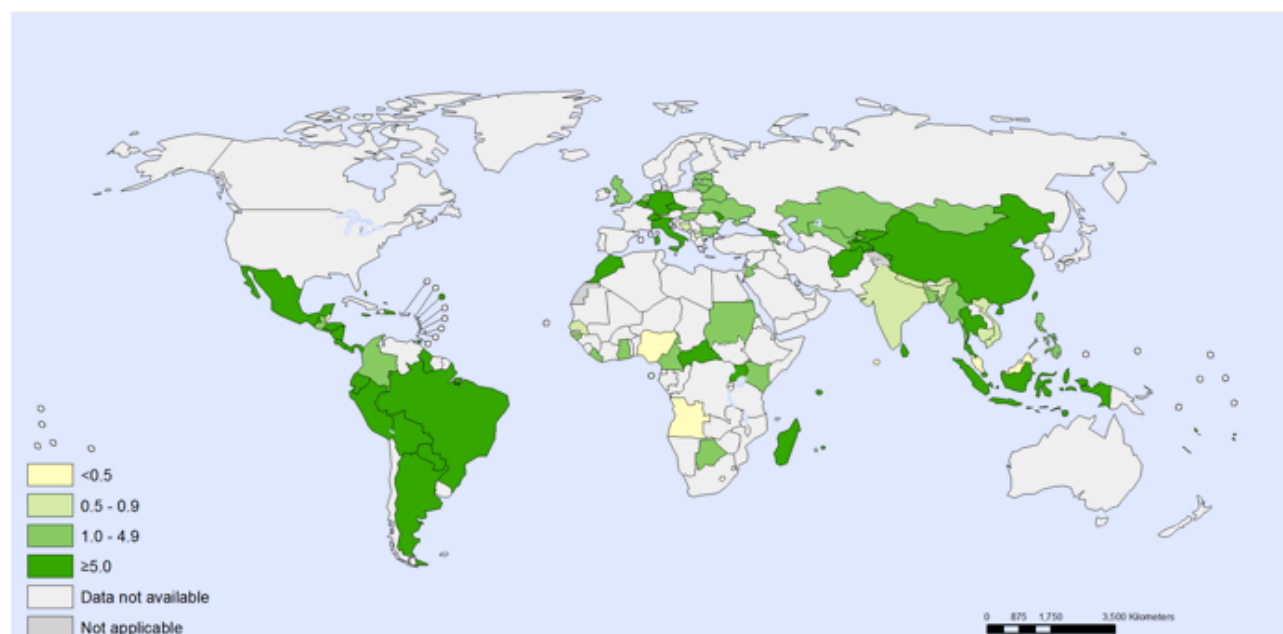 <0.5
0.5 - 0.9
1.0 - 4.9
≥5.0
Data not available
Not applicable
0 875 1,750 3,500 Kilometers